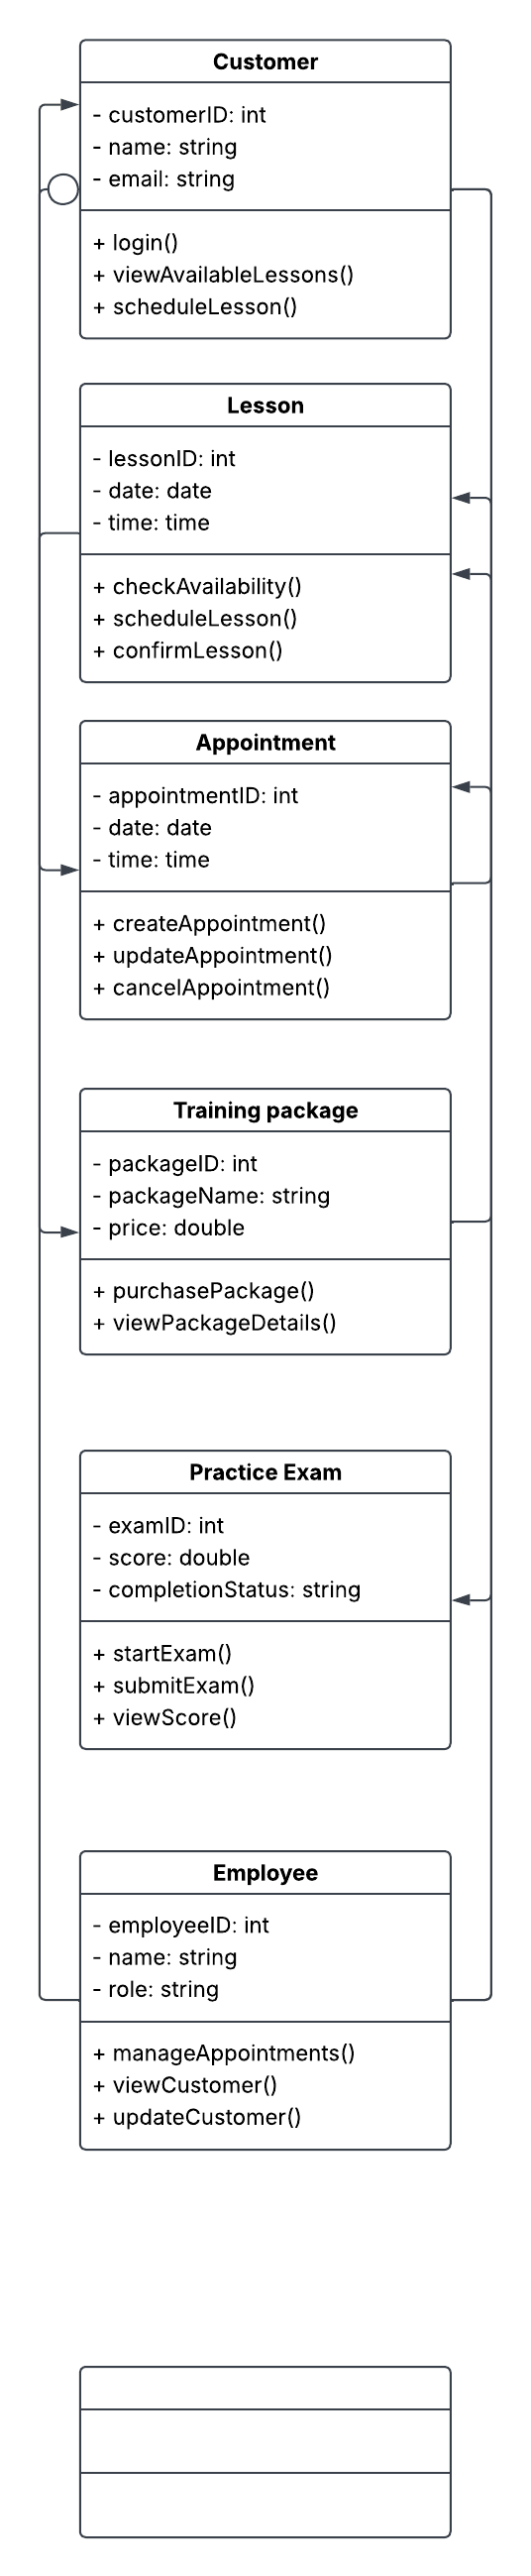 Customer
- customerID: int
- name: string
- email: string
+ login()
+ viewAvailableLessons()
+ scheduleLesson()
Lesson
- lessonID: int
- date: date
- time: time
+ checkAvailability()
+ scheduleLesson()
+ confirmLesson()
Appointment
- appointmentID: int
- date: date
- time: time
+ createAppointment()
+ updateAppointment()
+ cancelAppointment()
Training package
- packageID: int
- packageName: string
- price: double
+ purchasePackage()
+ viewPackageDetails()
Practice Exam
- examID: int
- score: double
- completionStatus: string
+ startExam()
+ submitExam()
+ viewScore()
Employee
- employeeID: int
- name: string
- role: string
+ manageAppointments()
+ viewCustomer()
+ updateCustomer()